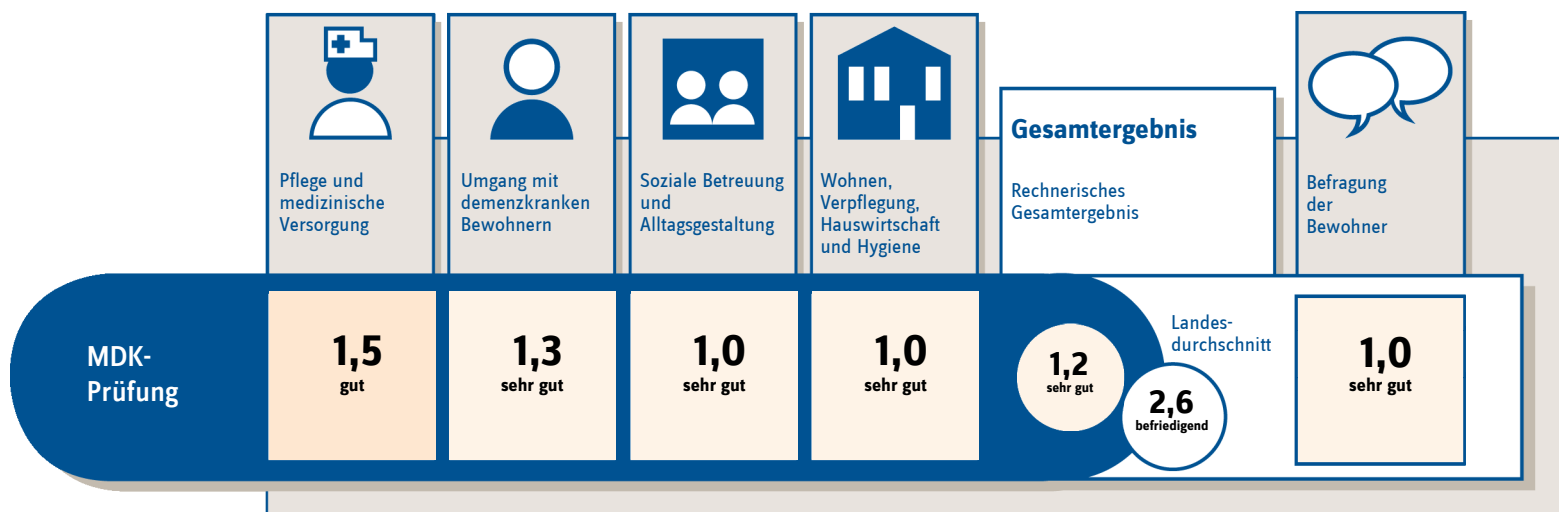 Pflege und
medizinische
Versorgung
Umgang mit
demenzkranken
Bewohnern
Soziale Betreuung
und
Alltagsgestaltung
Wohnen,
Verpflegung,
Hauswirtschaft
und Hygiene
Gesamtergebnis
Rechnerisches
Gesamtergebnis
Befragung
der
Bewohner
MDK-
Prüfung
1,5
gut
1,3
sehr gut
1,0
sehr gut
1,0
sehr gut
1,2
sehr gut
Landes-
durchschnitt
2,6
befriedigend
1,0
sehr gut